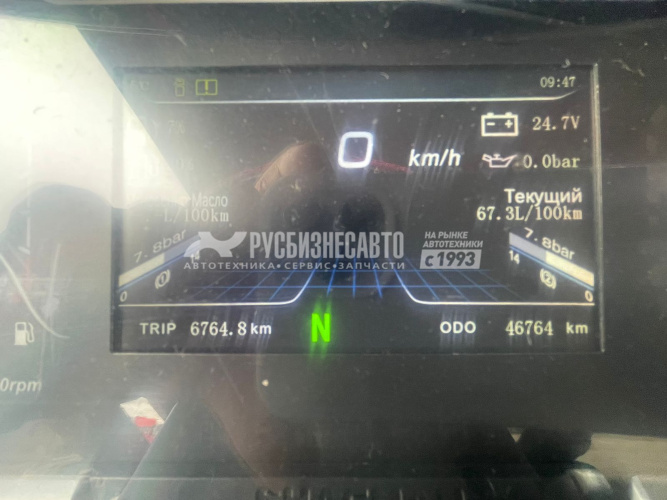 09:47
24.7V
0 km/h
0.0bar
Масло
Текущий
L/100km
67.3L/100km
7.8bar
7.8bar
РУСБИЗНЕСАВТО
НА РЫНКЕ
АВТОТЕХНИКИ
с 1993
АВТОТЕХНИКА • СЕРВИС • ЗАПЧАСТИ
14
0
0
TRIP 6764.8 km
N
ODO 46764 km
0rpm